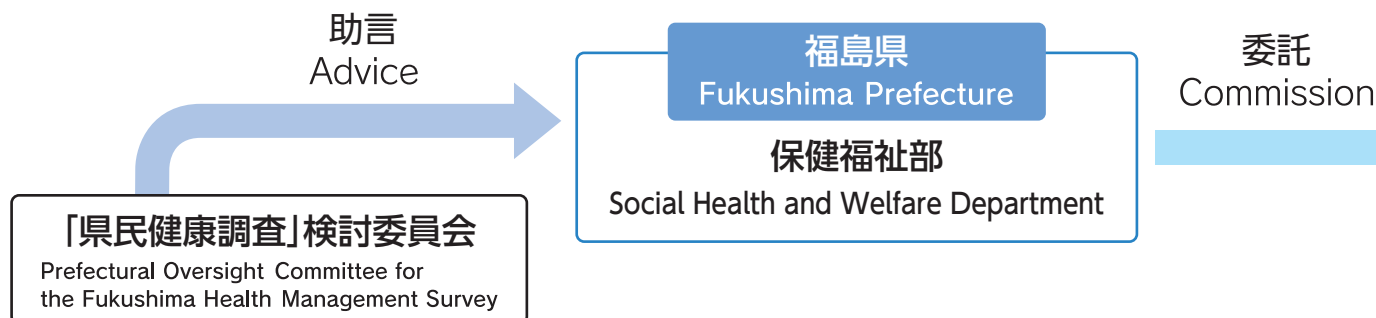 助言
Advice
福島県
Fukushima Prefecture
保健福祉部
Social Health and Welfare Department
委託
Commission
「県民健康調査」検討委員会
Prefectural Oversight Committee for
the Fukushima Health Management Survey